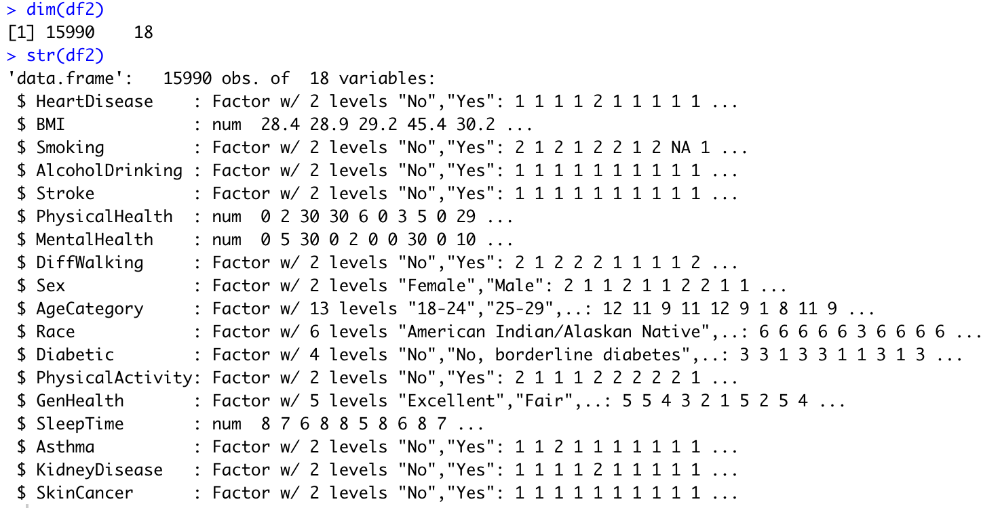 > dim(df2)
[1] 15990    18
> str(df2)
'data.frame':   15990 obs. of  18 variables:
 $ HeartDisease    : Factor w/ 2 levels "No","Yes": 1 1 1 1 2 1 1 1 1 1 ...
 $ BMI             : num  28.4 28.9 29.2 45.4 30.2 ...
 $ Smoking         : Factor w/ 2 levels "No","Yes": 2 1 2 1 2 2 1 2 NA 1 ...
 $ AlcoholDrinking : Factor w/ 2 levels "No","Yes": 1 1 1 1 1 1 1 1 1 1 ...
 $ Stroke          : Factor w/ 2 levels "No","Yes": 1 1 1 1 1 1 1 1 1 1 ...
 $ PhysicalHealth  : num  0 2 30 30 6 0 3 5 0 29 ...
 $ MentalHealth    : num  0 5 30 0 2 0 0 30 0 10 ...
 $ DiffWalking     : Factor w/ 2 levels "No","Yes": 2 1 2 2 2 1 1 1 1 2 ...
 $ Sex             : Factor w/ 2 levels "Female","Male": 2 1 1 2 1 1 2 2 1 1 ...
 $ AgeCategory     : Factor w/ 13 levels "18-24","25-29",..: 12 11 9 11 12 9 1 8 11 9 ...
 $ Race            : Factor w/ 6 levels "American Indian/Alaskan Native",..: 6 6 6 6 6 3 6 6 6 6 ...
 $ Diabetic        : Factor w/ 4 levels "No","No, borderline diabetes",..: 3 3 1 3 3 1 1 3 1 3 ...
 $ PhysicalActivity: Factor w/ 2 levels "No","Yes": 2 1 1 1 2 2 2 2 2 1 ...
 $ GenHealth       : Factor w/ 5 levels "Excellent","Fair",..: 5 5 4 3 2 1 5 2 5 4 ...
 $ SleepTime       : num  8 7 6 8 8 5 8 6 8 7 ...
 $ Asthma          : Factor w/ 2 levels "No","Yes": 1 1 2 1 1 1 1 1 1 1 ...
 $ KidneyDisease   : Factor w/ 2 levels "No","Yes": 1 1 1 1 2 1 1 1 1 1 ...
 $ SkinCancer      : Factor w/ 2 levels "No","Yes": 1 1 1 1 1 1 1 1 1 1 ...